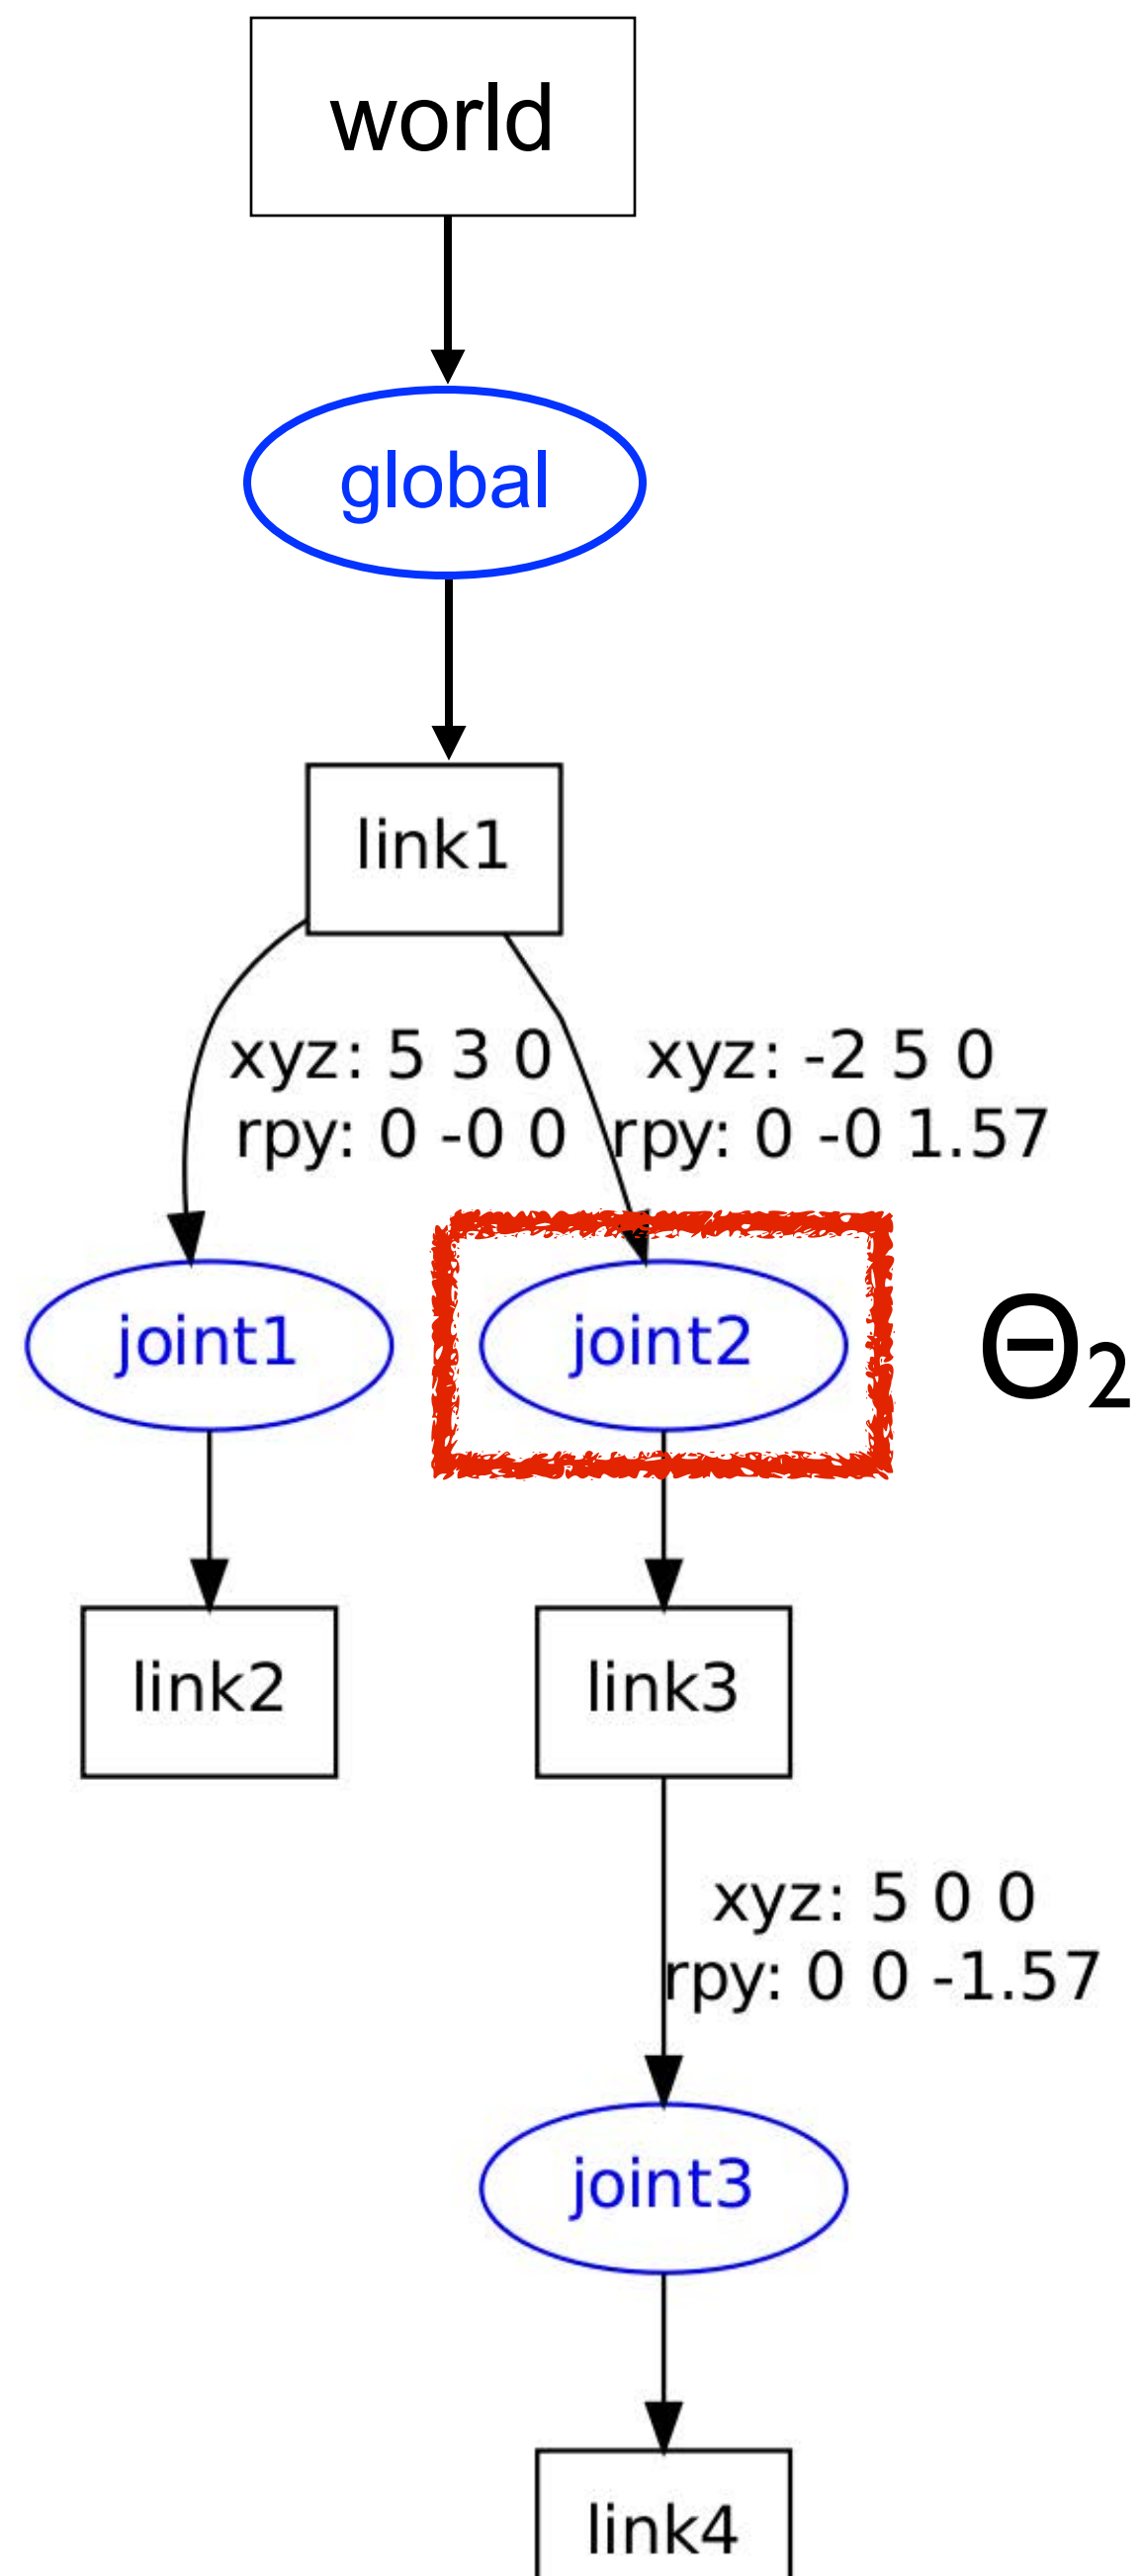 world
global
link1
xyz: 5 3 0
rpy: 0 -0 0
xyz: -2 5 0
rpy: 0 -0 1.57
joint1
joint2
Θ₂
link2
link3
xyz: 5 0 0
rpy: 0 0 -1.57
joint3
link4